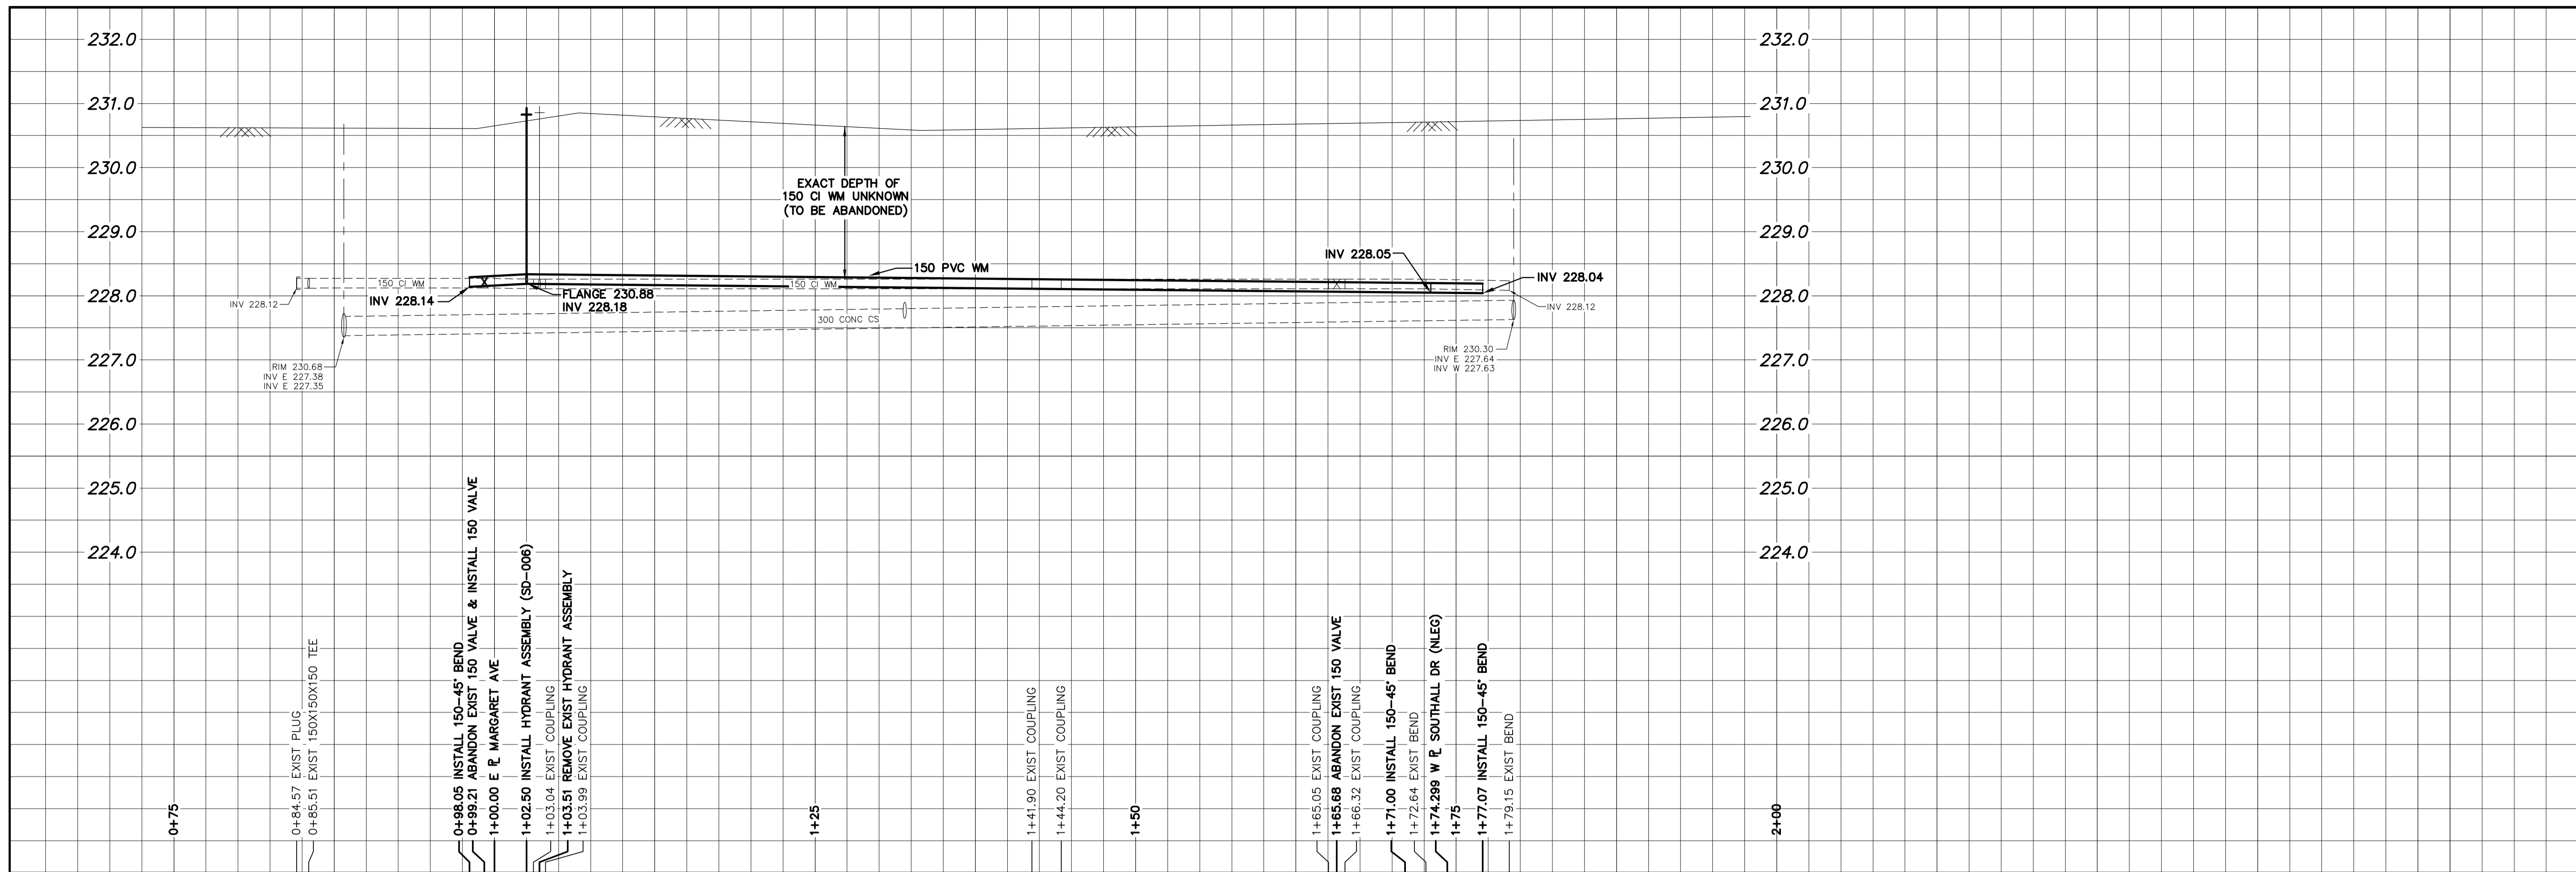 232.0
232.0
231.0
231.0
230.0
230.0
EXACT DEPTH OF
150 CI WM UNKNOWN
(TO BE ABANDONED)
229.0
229.0
INV 228.05
150 PVC WM
INV 228.04
150 CI WM
150 CI WM
228.0
228.0
INV 228.12
INV 228.14
FLANGE 230.88
INV 228.18
INV 228.12
300 CONC CS
227.0
227.0
RIM 230.68
INV E 227.38
INV E 227.35
RIM 230.30
INV E 227.64
INV W 227.63
226.0
226.0
225.0
225.0
224.0
224.0
0+75
0+84.57 EXIST PLUG
0+85.51 EXIST 150X150X150 TEE
0+98.05 INSTALL 150-45° BEND
0+99.21 ABANDON EXIST 150 VALVE & INSTALL 150 VALVE
1+00.00 E PL MARGARET AVE
1+02.50 INSTALL HYDRANT ASSEMBLY (SD-006)
1+03.04 EXIST COUPLING
1+03.51 REMOVE EXIST HYDRANT ASSEMBLY
1+03.99 EXIST COUPLING
1+25
1+41.90 EXIST COUPLING
1+44.20 EXIST COUPLING
1+50
1+65.05 EXIST COUPLING
1+65.68 ABANDON EXIST 150 VALVE
1+66.32 EXIST COUPLING
1+71.00 INSTALL 150-45° BEND
1+72.64 EXIST BEND
1+74.299 W PL SOUTHALL DR (NLEG)
1+75
1+77.07 INSTALL 150-45° BEND
1+79.15 EXIST BEND
2+00